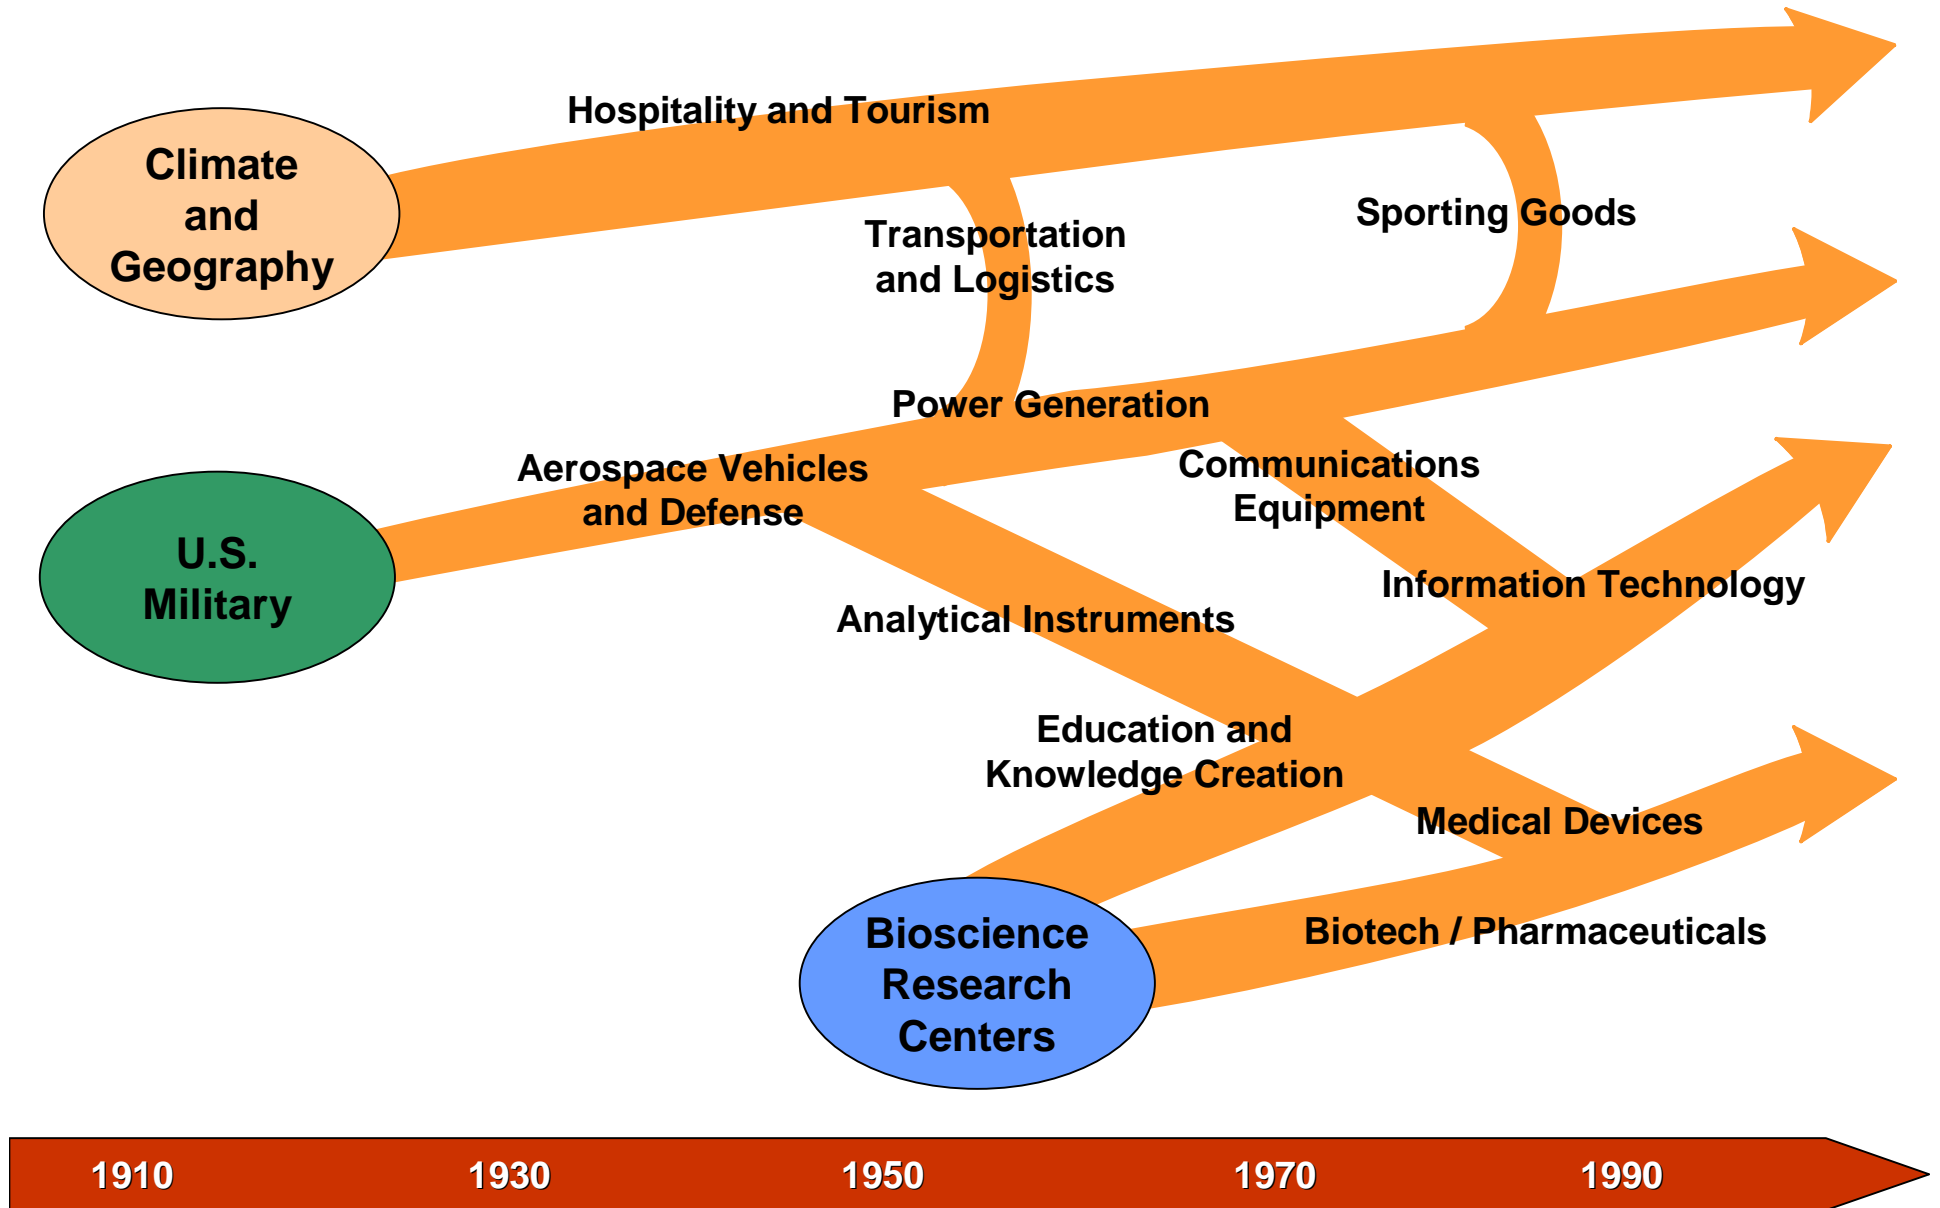 Hospitality and Tourism
Climate
and
Geography
Transportation
and Logistics
Sporting Goods
Power Generation
Aerospace Vehicles
and Defense
Communications
Equipment
U.S.
Military
Information Technology
Analytical Instruments
Education and
Knowledge Creation
Medical Devices
Bioscience
Research
Centers
Biotech / Pharmaceuticals
1910 1930 1950 1970 1990